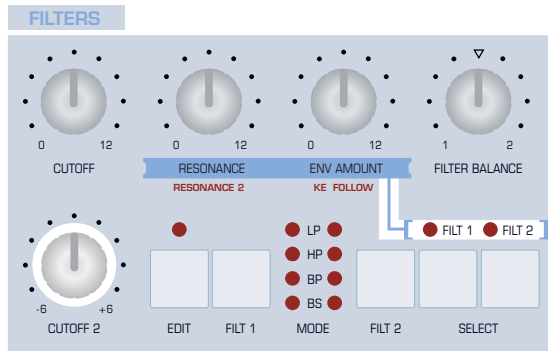 FILTERS
0 12 0 12 0 12 1 2
CUTOFF RESONANCE ENV AMOUNT FILTER BALANCE
RESONANCE 2 KE FOLLOW
LP FILT 1 FILT 2
HP
BP
BS
-6 +6
CUTOFF 2 EDIT FILT 1 MODE FILT 2 SELECT